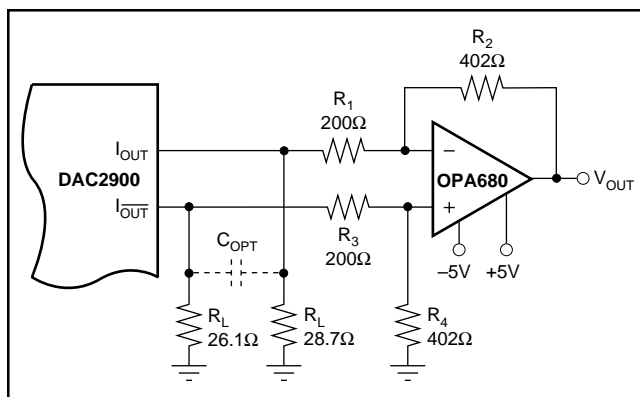 R2
402Ω
R1
200Ω
IOUT
DAC2900
IOUT
−
OPA680
+
VOUT
R3
200Ω
COPT
–5V
+5V
RL
26.1Ω
RL
28.7Ω
R4
402Ω